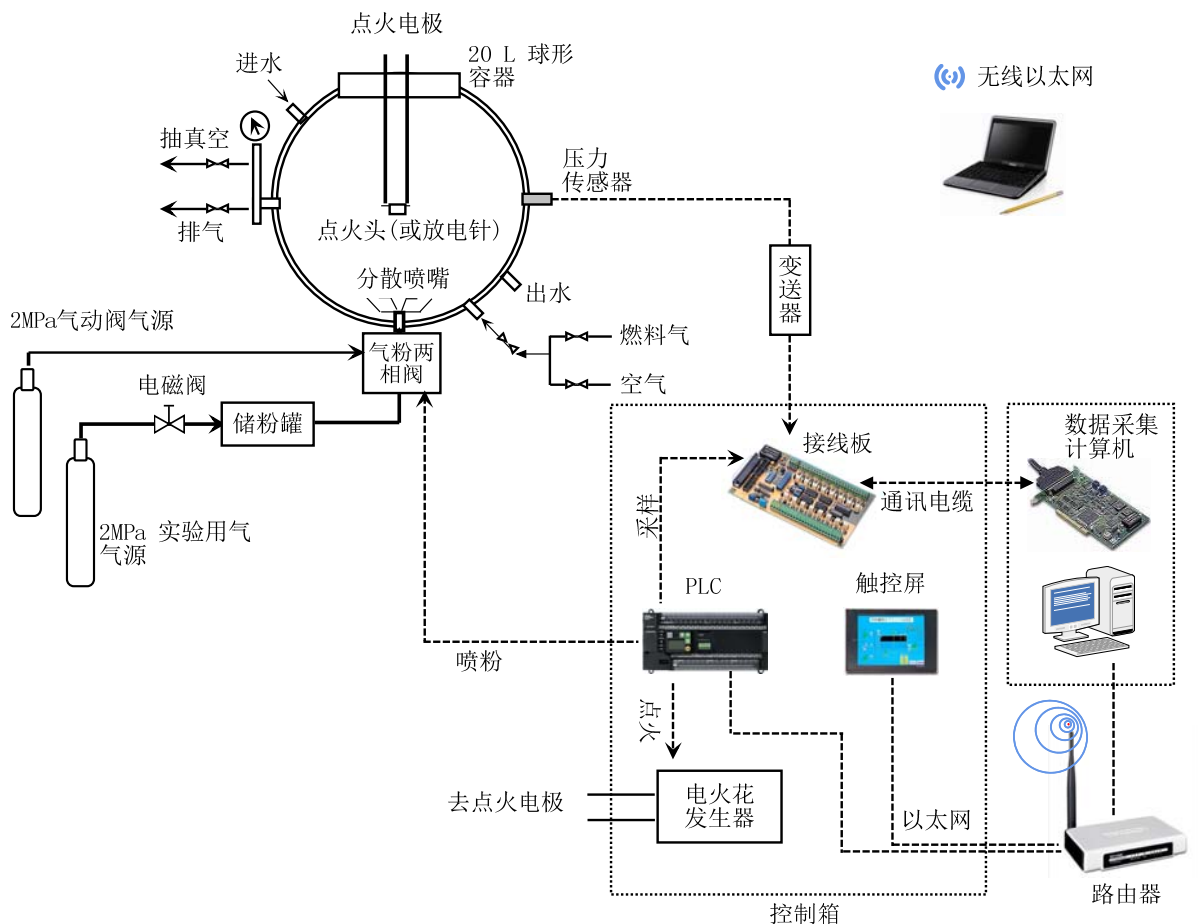 点火电极
20 L 球形
容器
进水
无线以太网
抽真空
压力
传感器
排气
点火头(或放电针)
变送器
分散喷嘴
出水
2MPa气动阀气源
燃料气
气粉两
相阀
空气
电磁阀
储粉罐
数据采集
计算机
接线板
采样
通讯电缆
2MPa 实验用气
气源
PLC
触控屏
喷粉
点火
去点火电极
电火花
发生器
以太网
路由器
控制箱